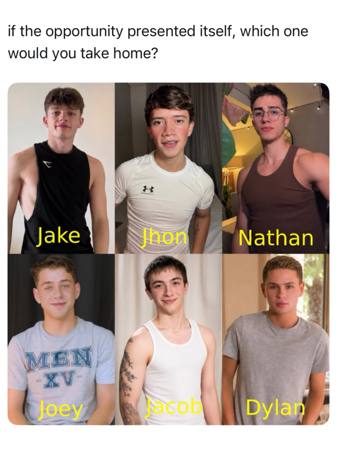 if the opportunity presented itself, which one
would you take home?
Jake
Jhon
Nathan
MEN
XV
Joey
Jacob
Dylan